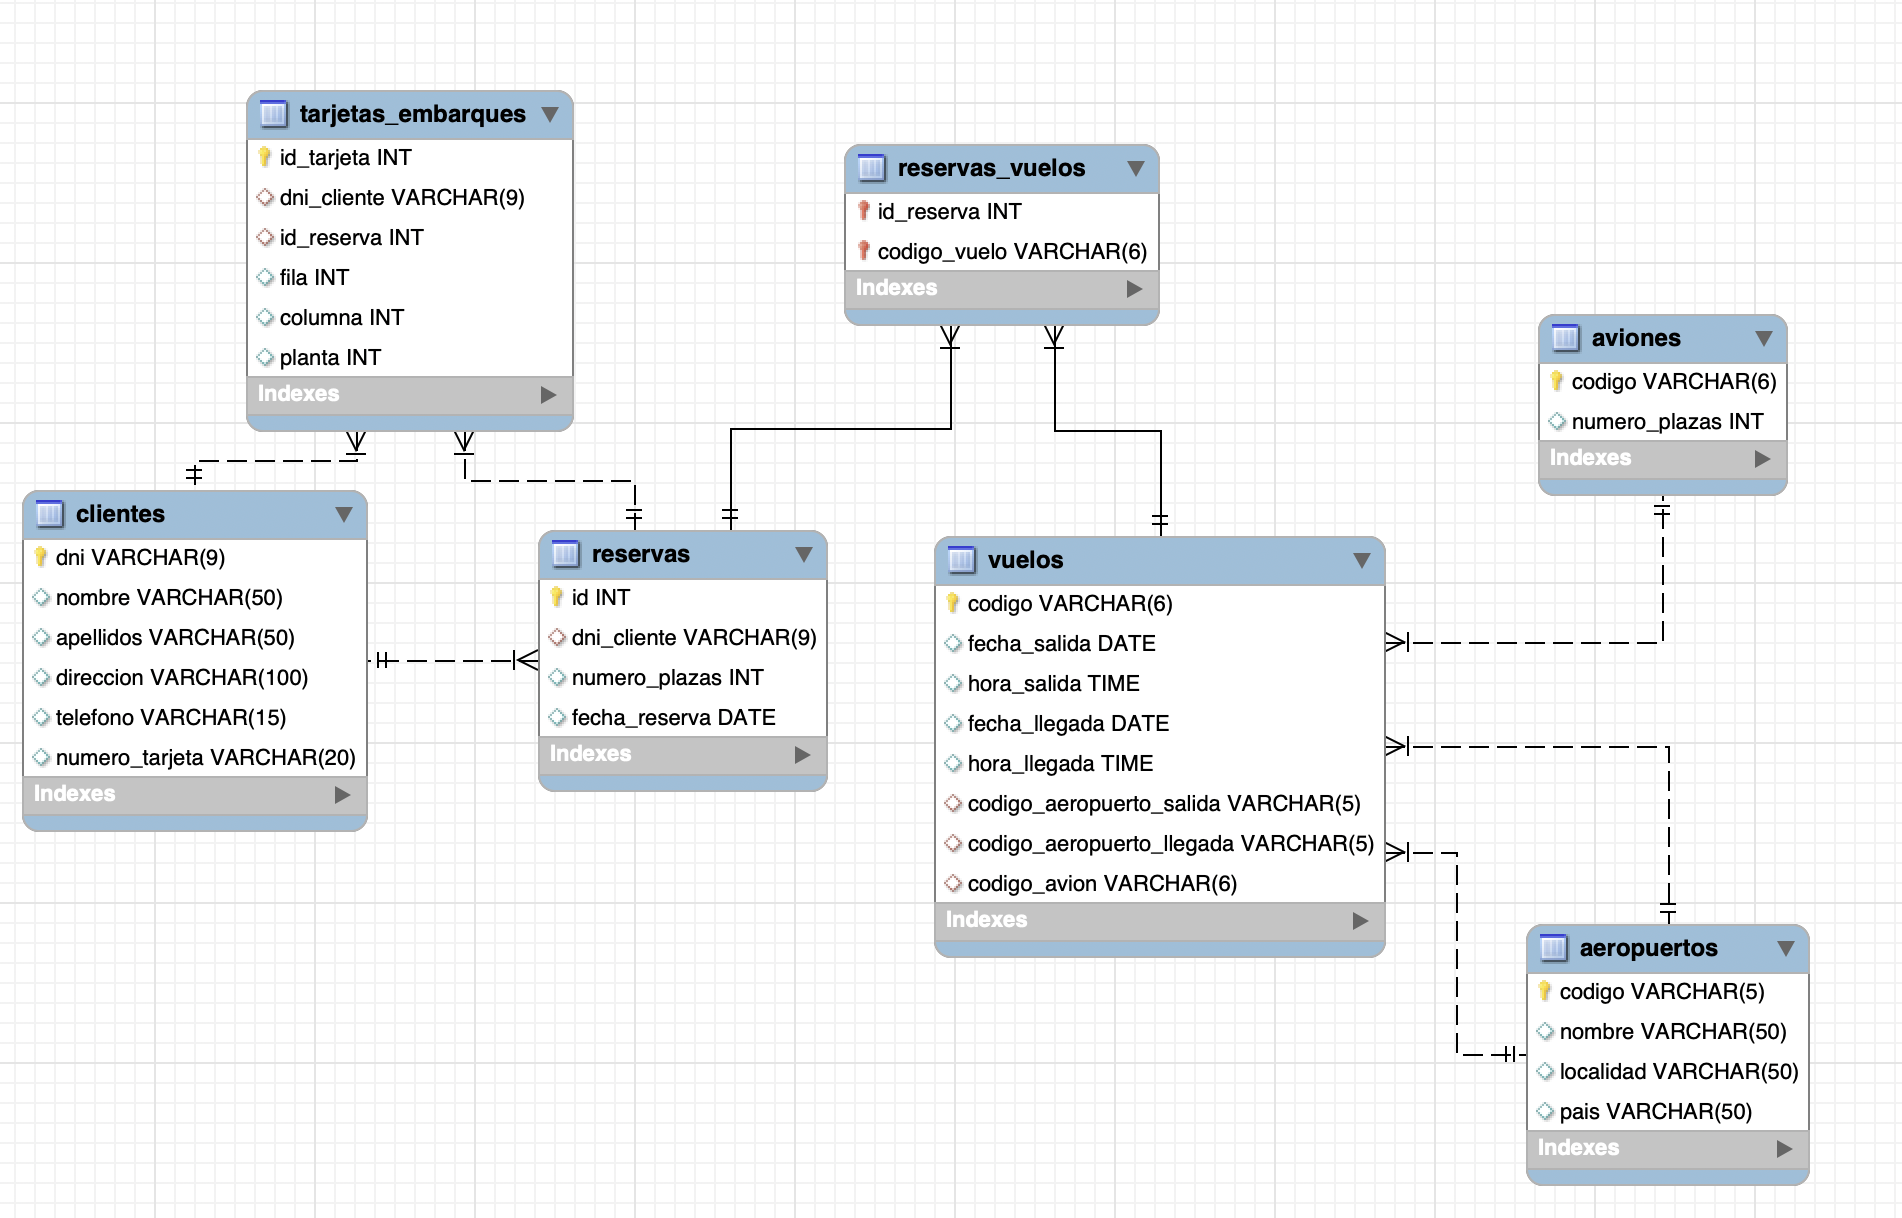 tarjetas_embarques
id_tarjeta INT
dni_cliente VARCHAR(9)
id_reserva INT
fila INT
columna INT
planta INT
Indexes
reservas_vuelos
id_reserva INT
codigo_vuelo VARCHAR(6)
Indexes
aviones
codigo VARCHAR(6)
numero_plazas INT
Indexes
clientes
dni VARCHAR(9)
nombre VARCHAR(50)
apellidos VARCHAR(50)
direccion VARCHAR(100)
telefono VARCHAR(15)
numero_tarjeta VARCHAR(20)
Indexes
reservas
id INT
dni_cliente VARCHAR(9)
numero_plazas INT
fecha_reserva DATE
Indexes
vuelos
codigo VARCHAR(6)
fecha_salida DATE
hora_salida TIME
fecha_llegada DATE
hora_llegada TIME
codigo_aeropuerto_salida VARCHAR(5)
codigo_aeropuerto_llegada VARCHAR(5)
codigo_avion VARCHAR(6)
Indexes
aeropuertos
codigo VARCHAR(5)
nombre VARCHAR(50)
localidad VARCHAR(50)
pais VARCHAR(50)
Indexes